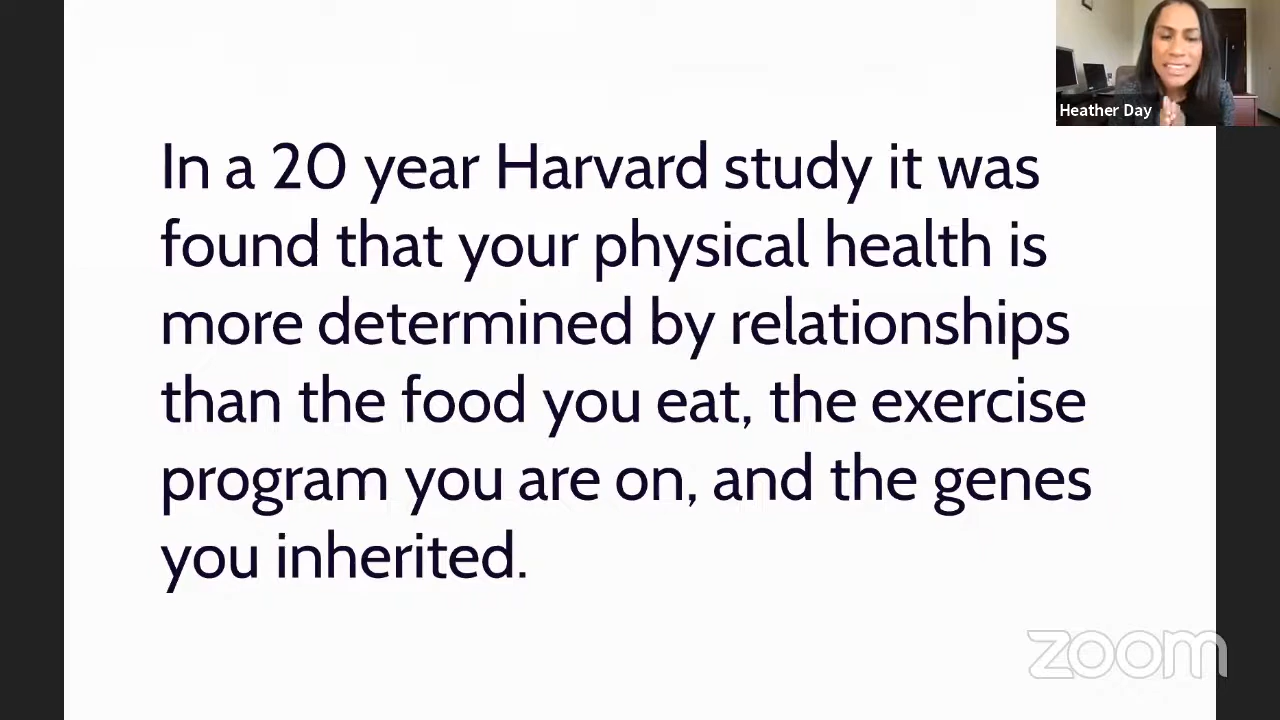 Heather Day
In a 20 year Harvard study it was
found that your physical health is
more determined by relationships
than the food you eat, the exercise
program you are on, and the genes
you inherited.
zoom